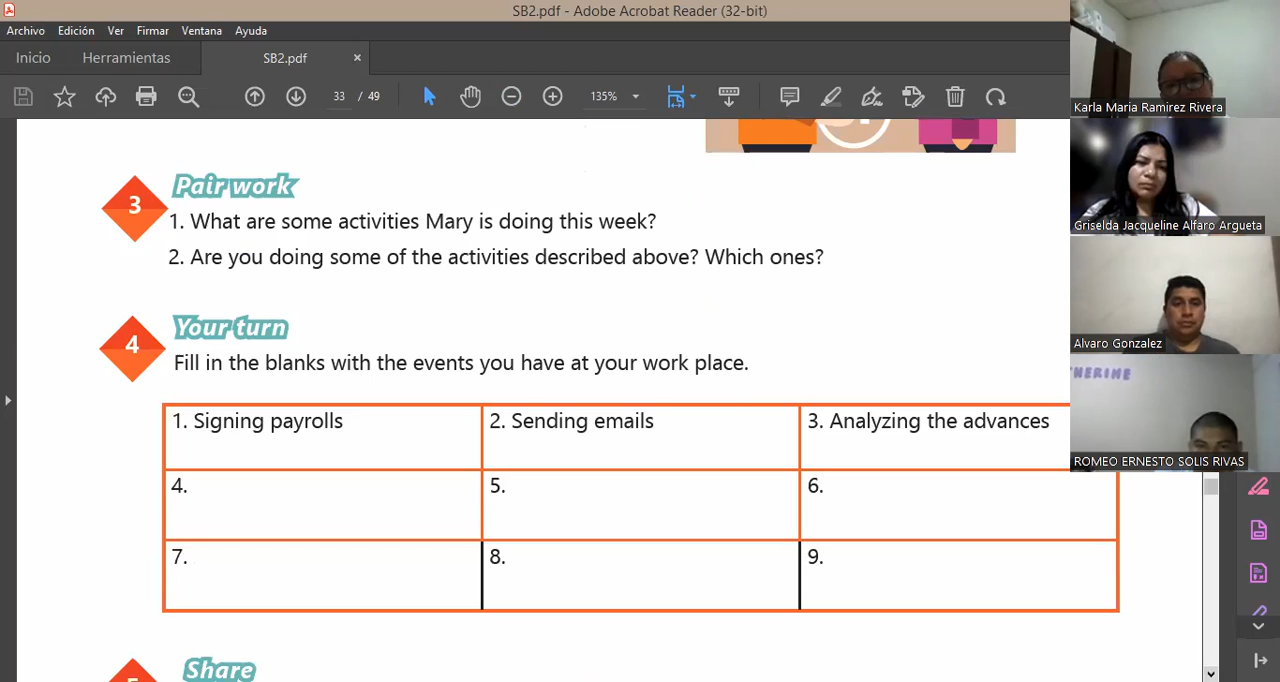 SB2.pdf - Adobe Acrobat Reader (32-bit)
Archivo Edición Ver Firmar Ventana Ayuda
Inicio Herramientas SB2.pdf ×
33 / 49 135%
3 Pair work
1. What are some activities Mary is doing this week?
2. Are you doing some of the activities described above? Which ones?
4 Your turn
Fill in the blanks with the events you have at your work place.
1. Signing payrolls
2. Sending emails
3. Analyzing the advances
4.
5.
6.
7.
8.
9.
Share
Karla Maria Ramirez Rivera
Griselda Jacqueline Alfaro Argueta
Alvaro Gonzalez
THERINE
ROMEO ERNESTO SOLIS RIVAS